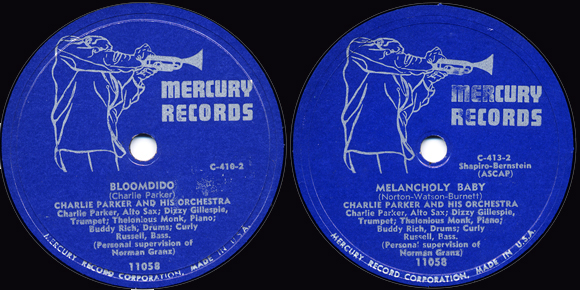 MERCURY
RECORDS
C-410-2
BLOOMDIDO
(Charlie Parker)
CHARLIE PARKER AND HIS ORCHESTRA
Charlie Parker, Alto Sax; Dizzy Gillespie,
Trumpet; Thelonious Monk, Piano;
Buddy Rich, Drums; Curly
Russell, Bass.
(Personal supervision of
Norman Granz)
11058
MERCURY RECORD CORPORATION, MADE IN U.S.A.
MERCURY
RECORDS
C-413-2
Shapiro-Bernstein
(ASCAP)
MELANCHOLY BABY
(Norton-Watson-Burnett)
CHARLIE PARKER AND HIS ORCHESTRA
Charlie Parker, Alto Sax; Dizzy Gillespie,
Trumpet; Thelonious Monk, Piano;
Buddy Rich, Drums; Curly
Russell, Bass.
(Personal supervision of
Norman Granz)
11058
MERCURY RECORD CORPORATION, MADE IN U.S.A.